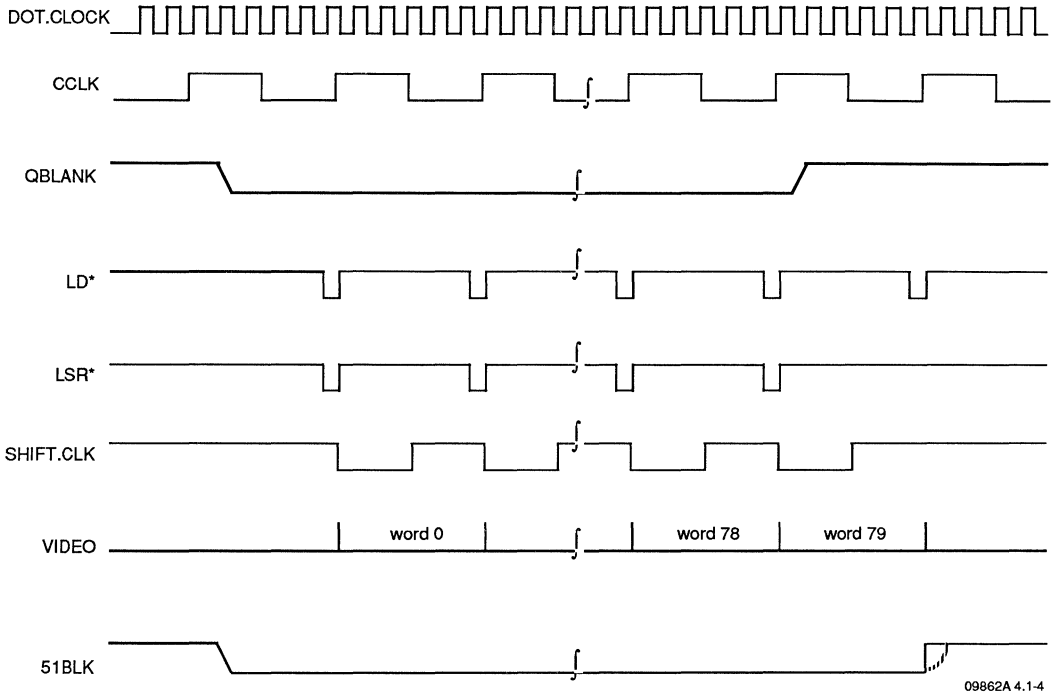 DOT.CLOCK
CCLK
QBLANK
LD*
LSR*
SHIFT.CLK
VIDEO
word 0
word 78
word 79
51BLK
09862A 4.1-4